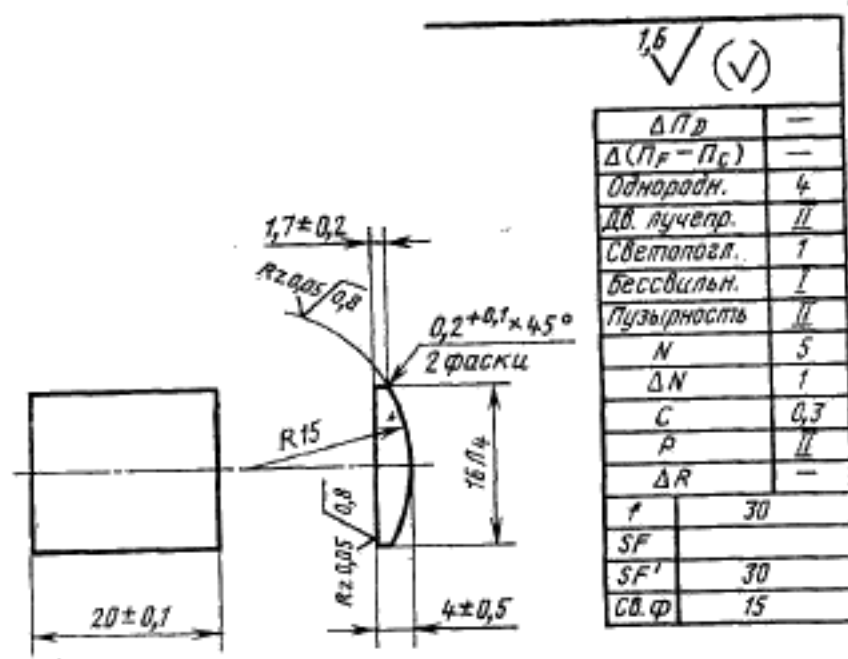 1,6 (√)
ΔП_D —
Δ(П_F – П_C) —
Однородн. 4
Дв. лучепр. II
Светопогл. 1
Бессвильн. I
Пузырность II
N 5
ΔN 1
C 0,3
P II
ΔR —
f 30
SF
SF' 30
Св. ф 15
1,7±0,2
Rz 0,05 0,8
0,2+0,1×45°
2 фаски
R15
16Л4
0,8
Rz 0,05
20±0,1
4±0,5